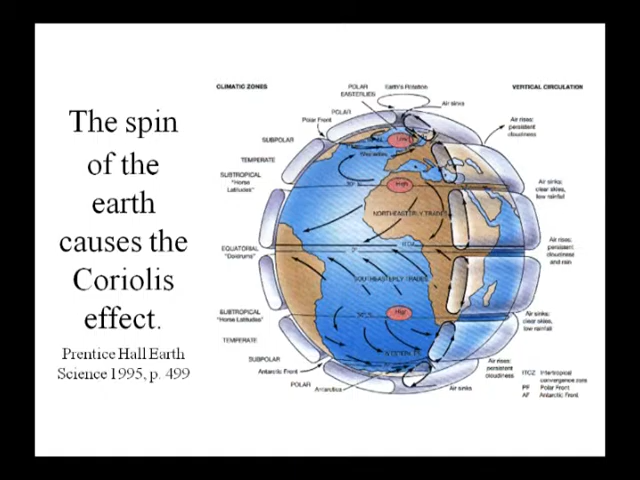 The spin
of the
earth
causes the
Coriolis
effect.
Prentice Hall Earth
Science 1995, p. 499
CLIMATIC ZONES
POLAR
EASTERLIES
Earth's Rotation
VERTICAL CIRCULATION
Air sinks
POLAR
Polar Front
Air rises:
persistent
cloudiness
SUBPOLAR
Low
Westerlies
TEMPERATE
SUBTROPICAL
"Horse
Latitudes"
30°
High
Air sinks;
clear skies,
low rainfall
NORTHEASTERLY TRADES
EQUATORIAL
"Doldrums"
0°
ITCZ
Air rises:
persistent
cloudiness
and rain
SOUTHEASTERLY TRADES
SUBTROPICAL
"Horse Latitudes"
High
Air sinks:
clear skies,
low rainfall
TEMPERATE
SUBPOLAR
Antarctic Front
POLAR
Antarctica
Air sinks
Air rises:
persistent
cloudiness
ITCZ Intertropical
convergence zone
PF Polar Front
AF Antarctic Front